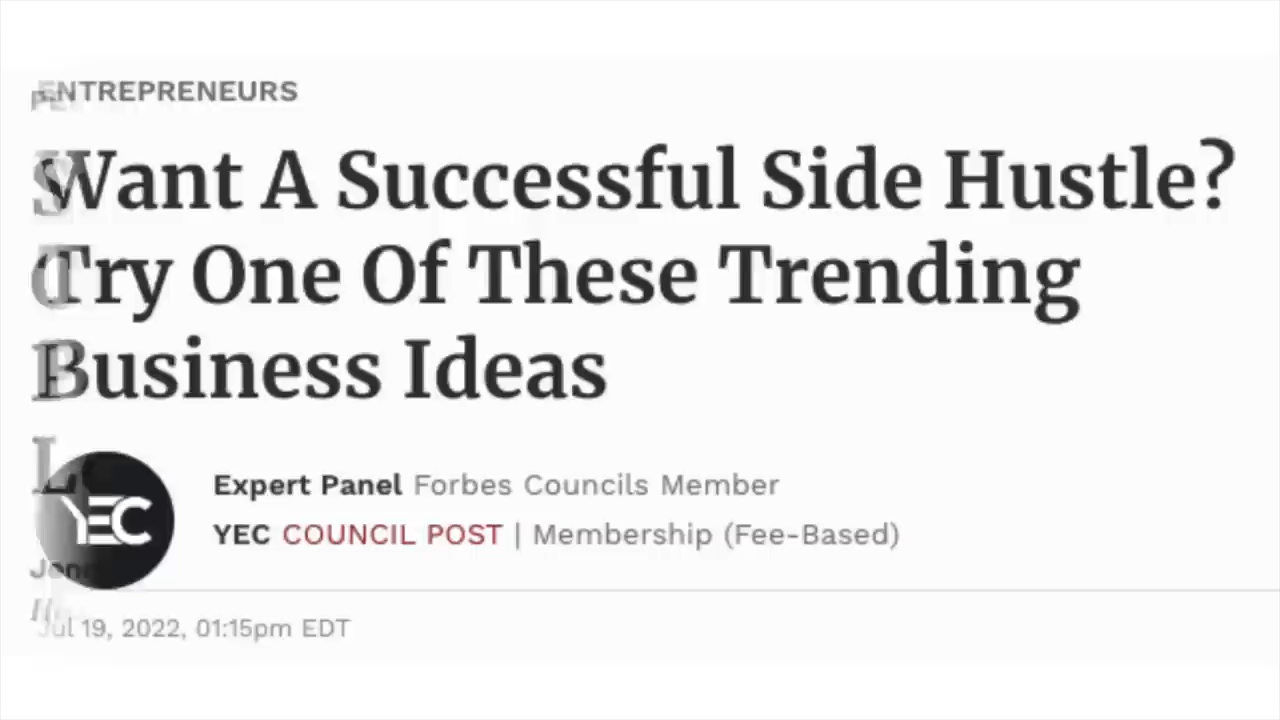 ENTREPRENEURS
Want A Successful Side Hustle?
Try One Of These Trending
Business Ideas
YEC
Expert Panel Forbes Councils Member
YEC COUNCIL POST | Membership (Fee-Based)
Jul 19, 2022, 01:15pm EDT